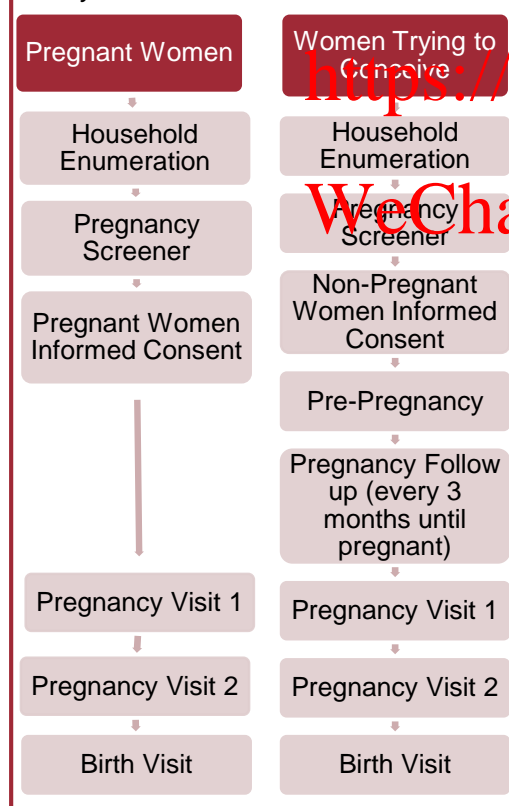 Pregnant Women
Household
Enumeration
Pregnancy
Screener
Pregnant Women
Informed Consent
Pregnancy Visit 1
Pregnancy Visit 2
Birth Visit
Women Trying to
Conceive
https://
Household
Enumeration
WeCha
Pregnancy
Screener
Non-Pregnant
Women Informed
Consent
Pre-Pregnancy
Pregnancy Follow
up (every 3
months until
pregnant)
Pregnancy Visit 1
Pregnancy Visit 2
Birth Visit